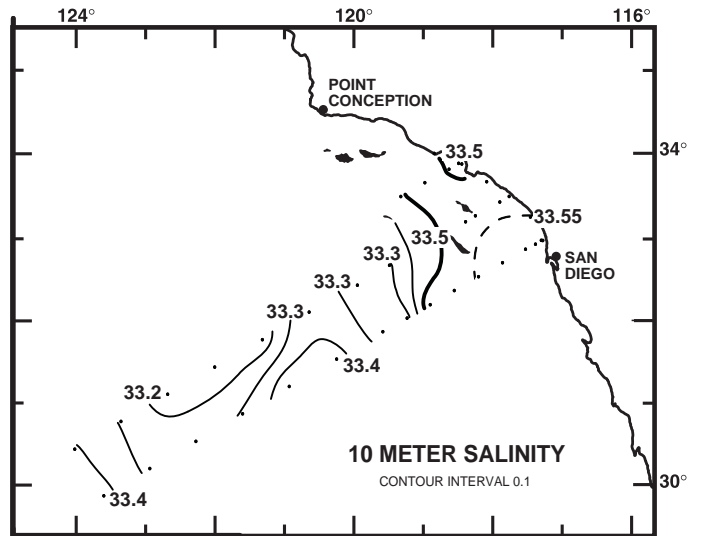 124°
120°
116°
POINT
CONCEPTION
33.5
34°
33.55
33.5
33.3
SAN
DIEGO
33.3
33.3
33.4
33.2
10 METER SALINITY
CONTOUR INTERVAL 0.1
30°
33.4